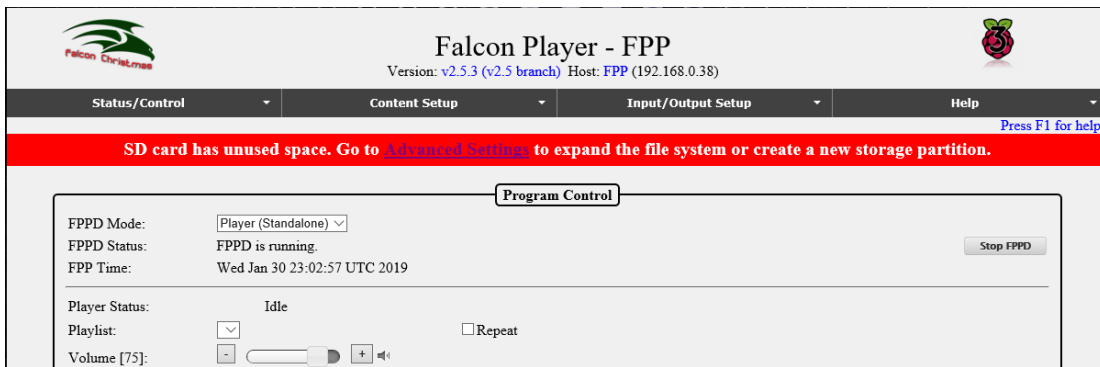 Falcon Christmas
Falcon Player - FPP
3
Version: v2.5.3 (v2.5 branch) Host: FPP (192.168.0.38)
Status/Control Content Setup Input/Output Setup Help
Press F1 for help
SD card has unused space. Go to Advanced Settings to expand the file system or create a new storage partition.
Program Control
FPPD Mode: Player (Standalone)
FPPD Status: FPPD is running. Stop FPPD
FPP Time: Wed Jan 30 23:02:57 UTC 2019
Player Status: Idle
Playlist: Repeat
Volume [75]: - +